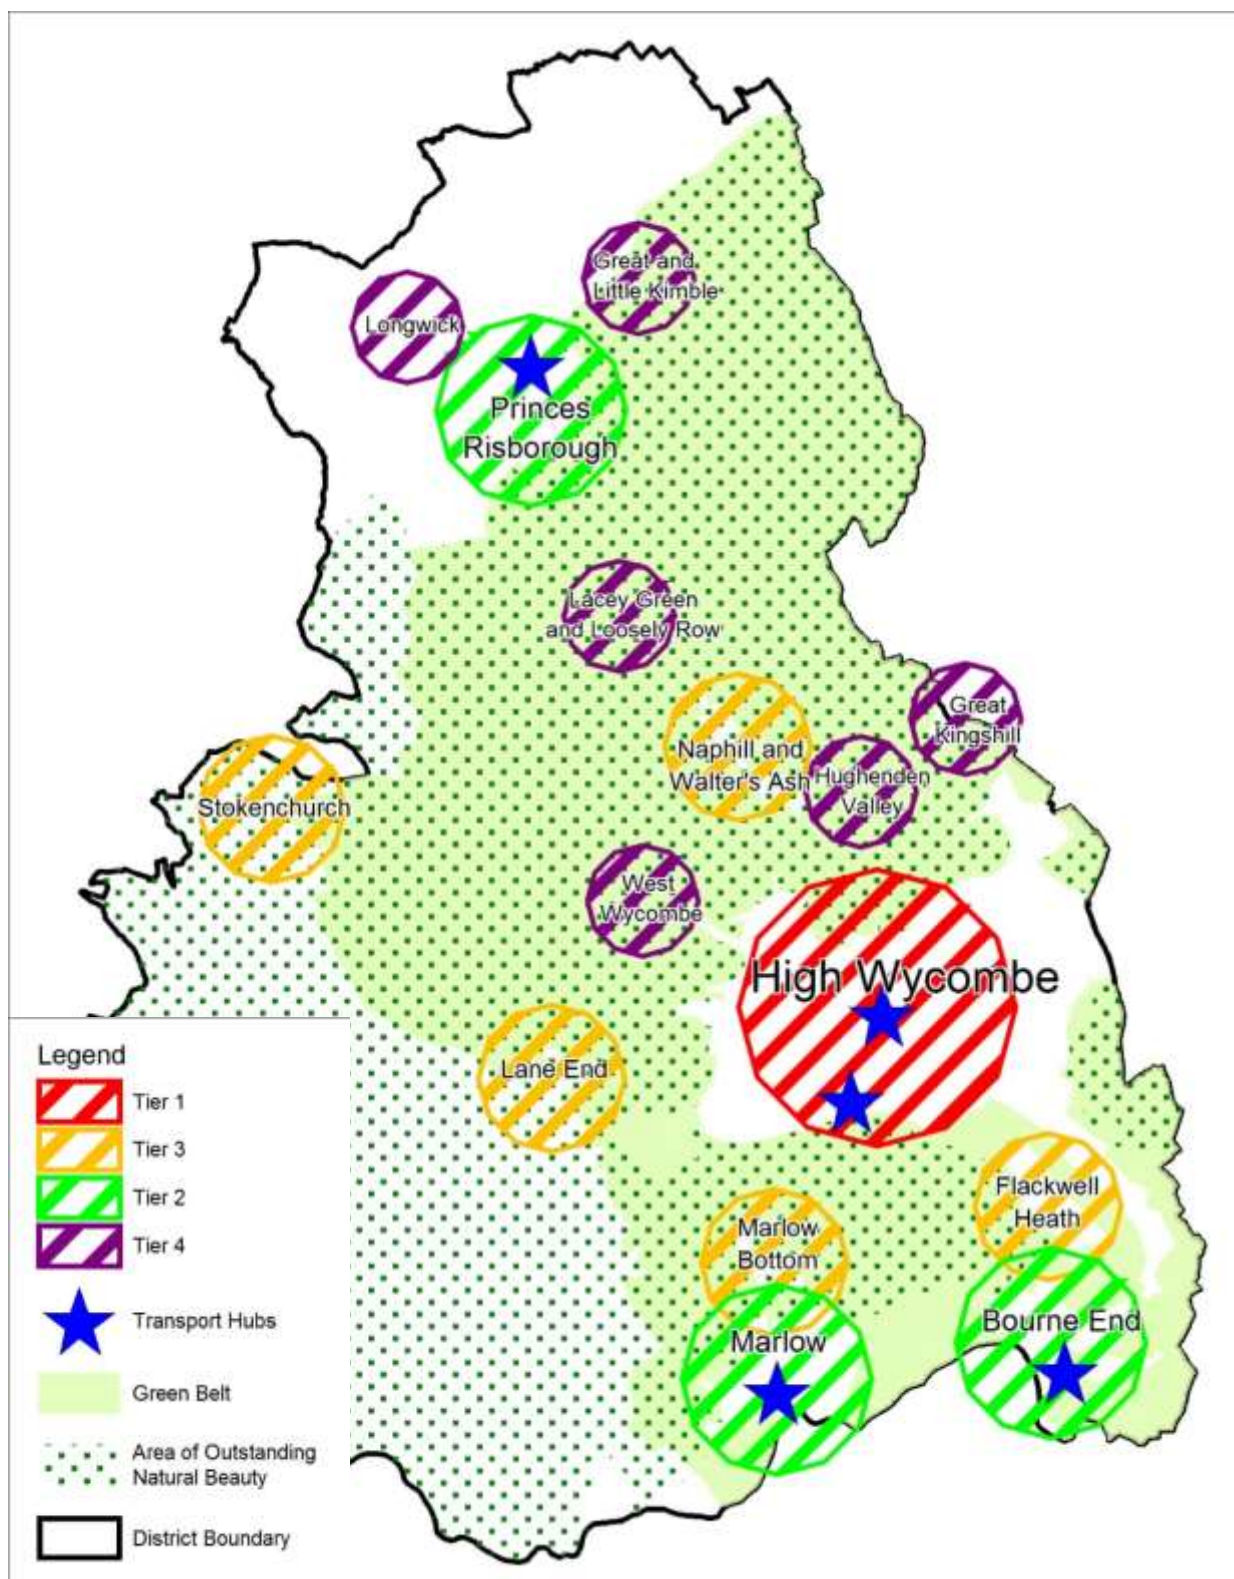 Great and
Little Kimble
Longwick
Princes
Risborough
Lacey Green
and Loosely Row
Great
Kingshill
Naphill and
Walter's Ash
Hughenden
Valley
Stokenchurch
West
Wycombe
High Wycombe
Lane End
Flackwell
Heath
Marlow
Bottom
Bourne End
Marlow
Legend
Tier 1
Tier 3
Tier 2
Tier 4
Transport Hubs
Green Belt
Area of Outstanding
Natural Beauty
District Boundary